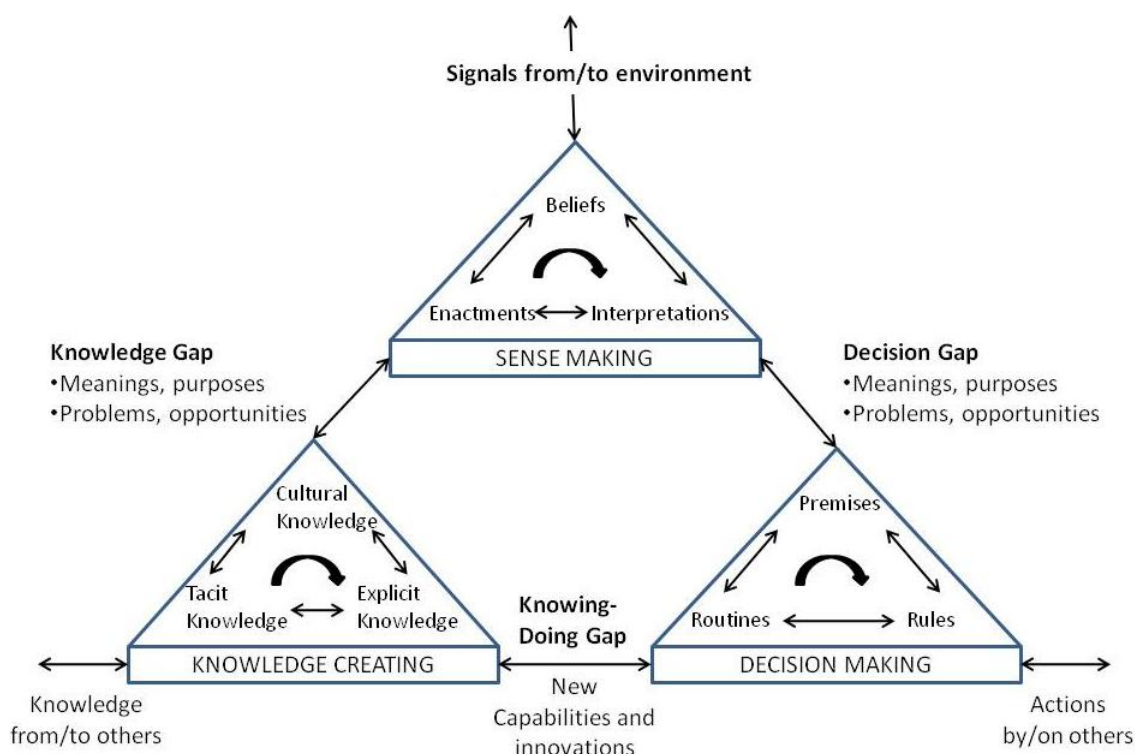 Signals from/to environment
Beliefs
Enactments
Interpretations
SENSE MAKING
Knowledge Gap
•Meanings, purposes
•Problems, opportunities
Decision Gap
•Meanings, purposes
•Problems, opportunities
Cultural
Knowledge
Tacit
Knowledge
Explicit
Knowledge
KNOWLEDGE CREATING
Knowing-
Doing Gap
New
Capabilities and
innovations
Premises
Routines
Rules
DECISION MAKING
Knowledge
from/to others
Actions
by/on others